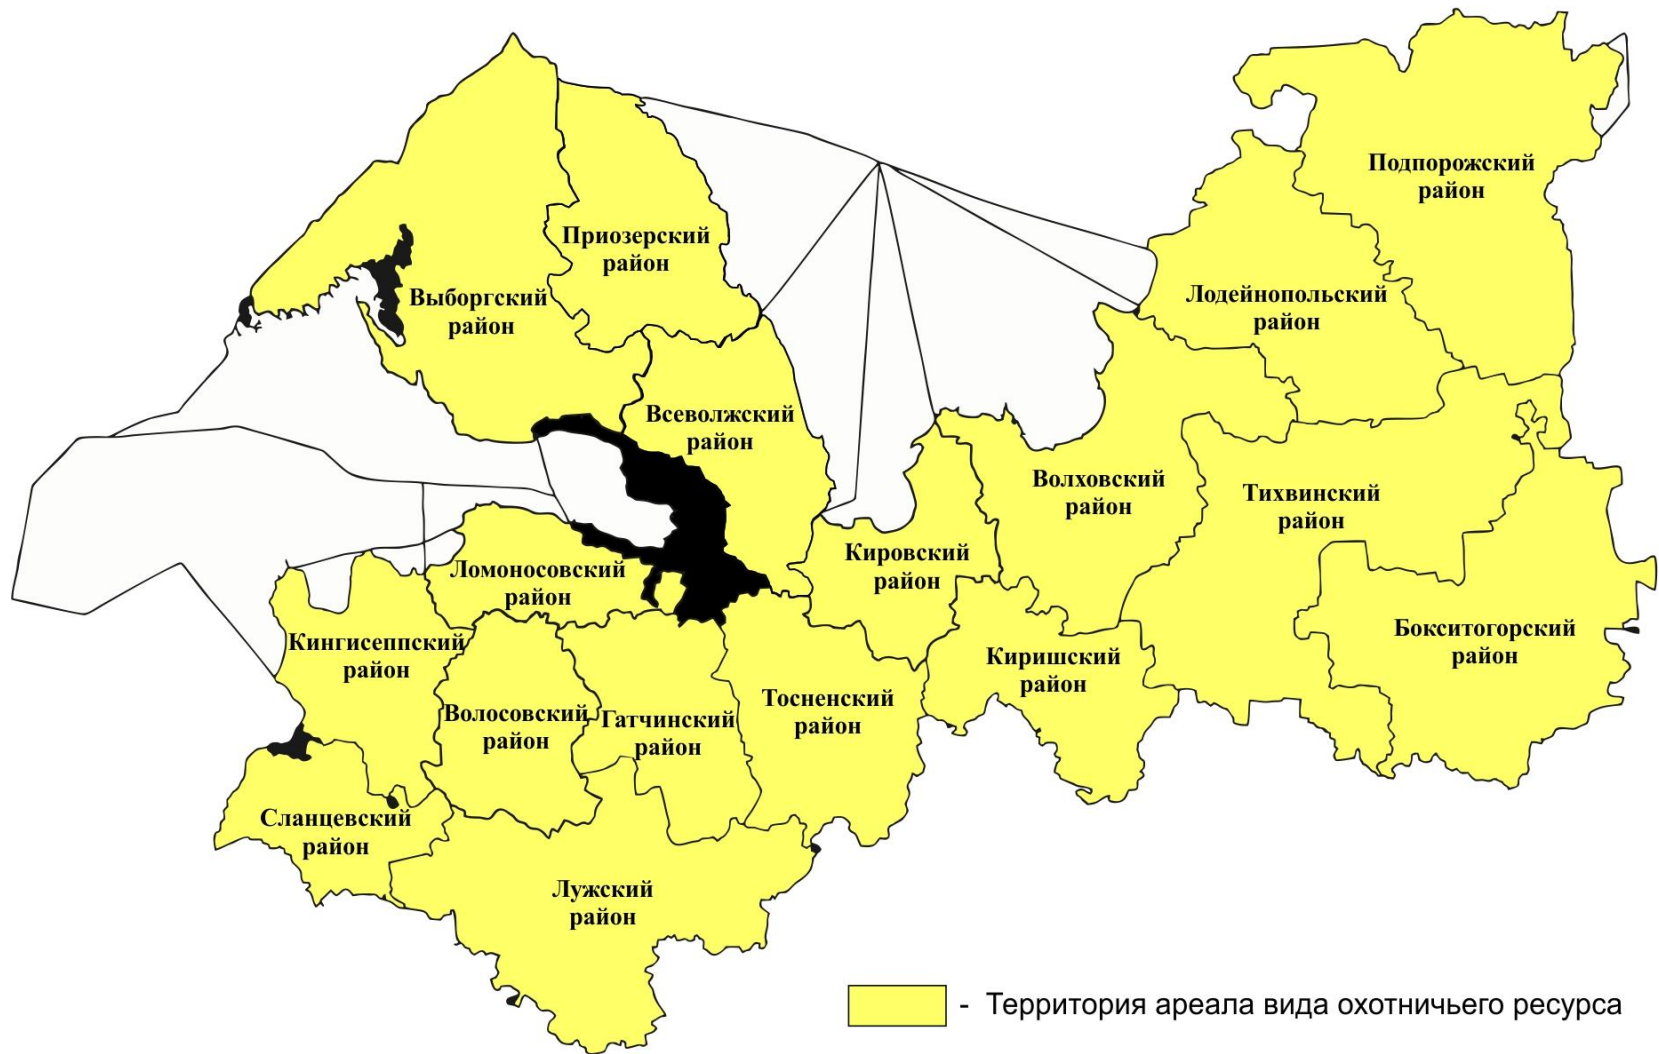 Подпорожский
район
Приозерский
район
Выборгский
район
Лодейнопольский
район
Всеволжский
район
Волховский
район
Тихвинский
район
Кировский
район
Ломоносовский
район
Кингисеппский
район
Киришский
район
Бокситогорский
район
Волосовский
район
Гатчинский
район
Тосненский
район
Сланцевский
район
Лужский
район
- Территория ареала вида охотничьего ресурса